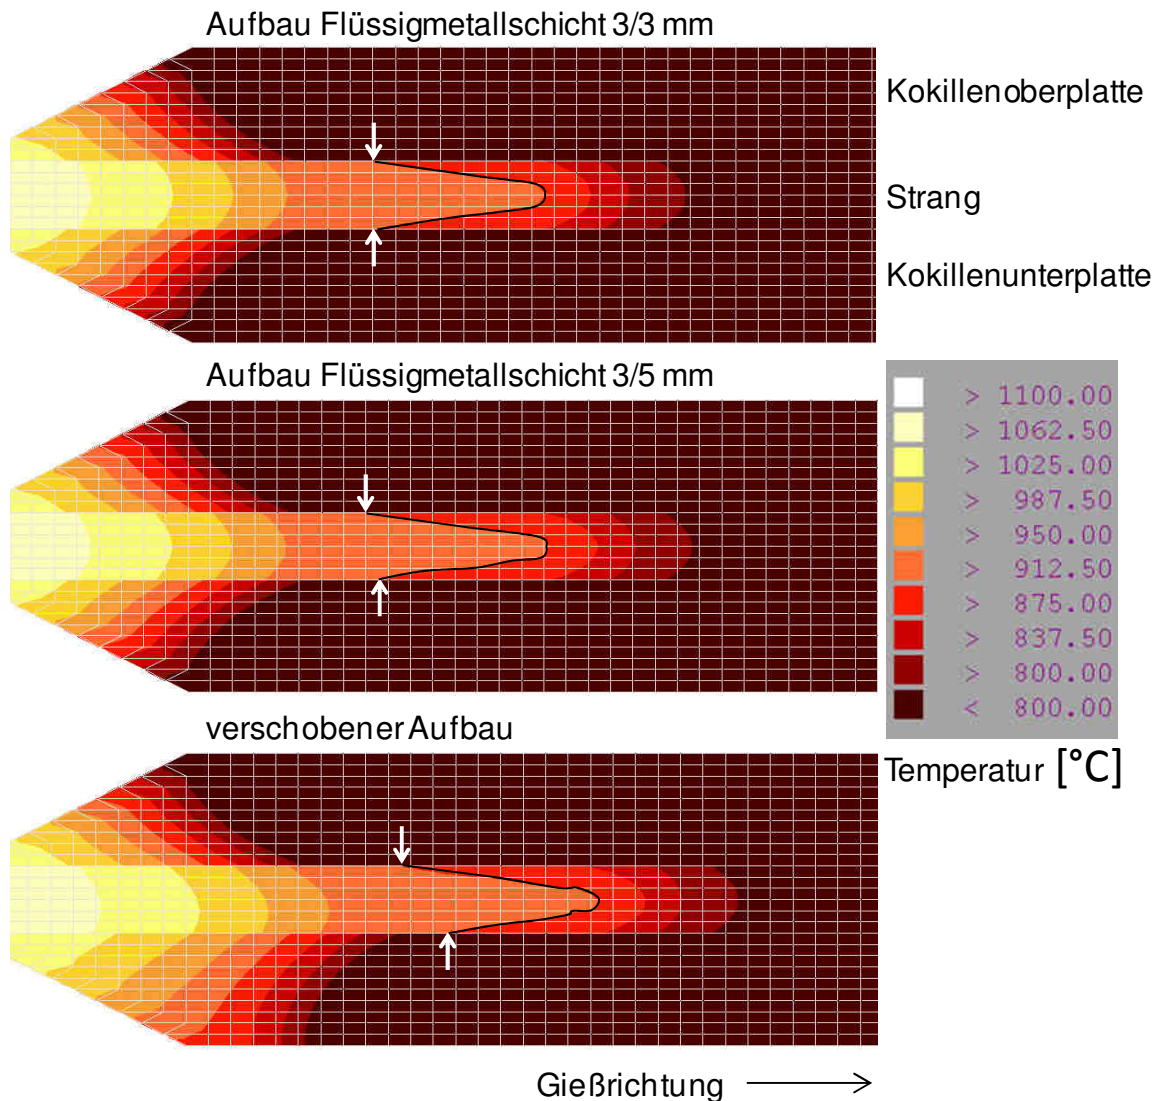 Aufbau Flüssigmetallschicht 3/3 mm
Kokillenoberplatte
Strang
Kokillenunterplatte
Aufbau Flüssigmetallschicht 3/5 mm
> 1100.00
> 1062.50
> 1025.00
> 987.50
> 950.00
> 912.50
> 875.00
> 837.50
> 800.00
< 800.00
verschobener Aufbau
Temperatur [°C]
Gießrichtung